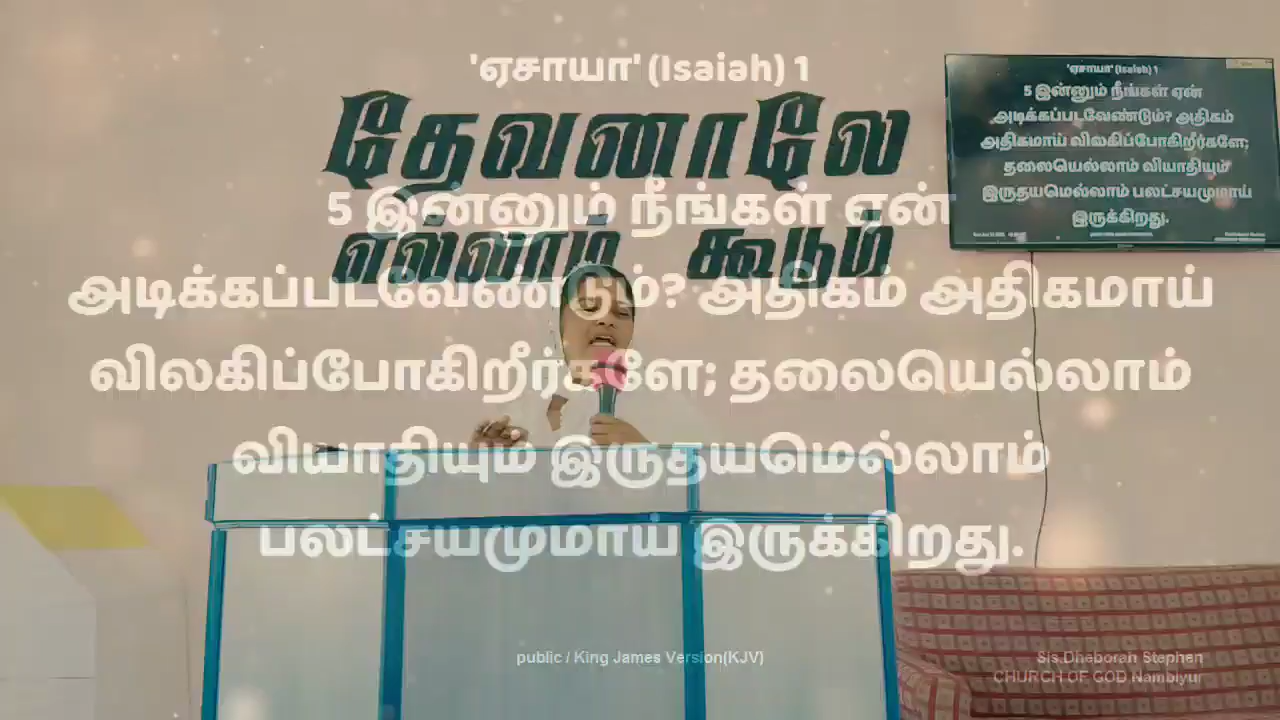 'ஏசாயா' (Isaiah) 1
தேவனாலே
எல்லாம் கூடும்
5 இன்னும் நீங்கள் ஏன்
அடிக்கப்படவேண்டும்? அதிகம் அதிகமாய்
விலகிப்போகிறீர்களே; தலையெல்லாம்
வியாதியும் இருதயமெல்லாம்
பலட்சயமுமாய் இருக்கிறது.
'ஏசாயா' (Isaiah) 1
5 இன்னும் நீங்கள் ஏன்
அடிக்கப்படவேண்டும்? அதிகம்
அதிகமாய் விலகிப்போகிறீர்களே;
தலையெல்லாம் வியாதியும்
இருதயமெல்லாம் பலட்சயமுமாய்
இருக்கிறது.
public / King James Version(KJV)
Sis.Dheborah Stephen
CHURCH OF GOD Nambiyur